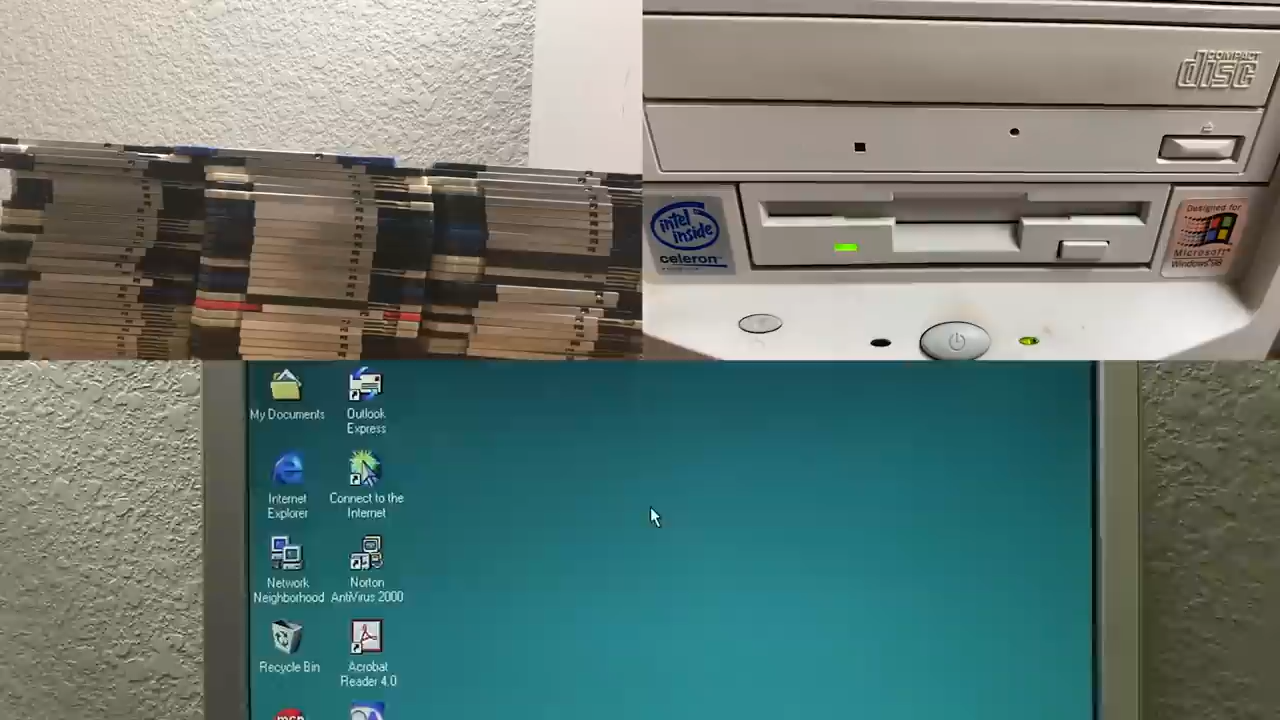 COMPACT
disc
intel
inside
celeron
Designed for
Microsoft
Windows 98
My Documents
Outlook
Express
Internet
Explorer
Connect to the
Internet
Network
Neighborhood
Norton
AntiVirus 2000
Recycle Bin
Acrobat
Reader 4.0
msn